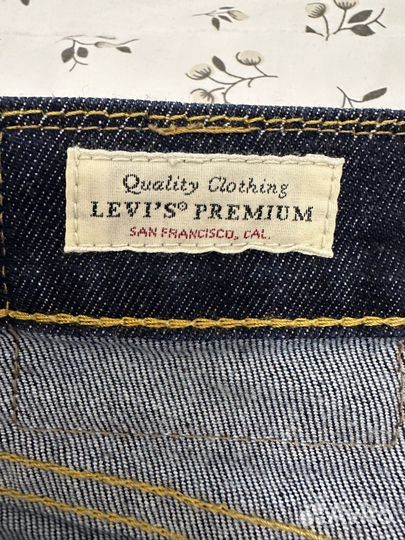 Quality Clothing
LEVI'S® PREMIUM
SAN FRANCISCO, CAL.